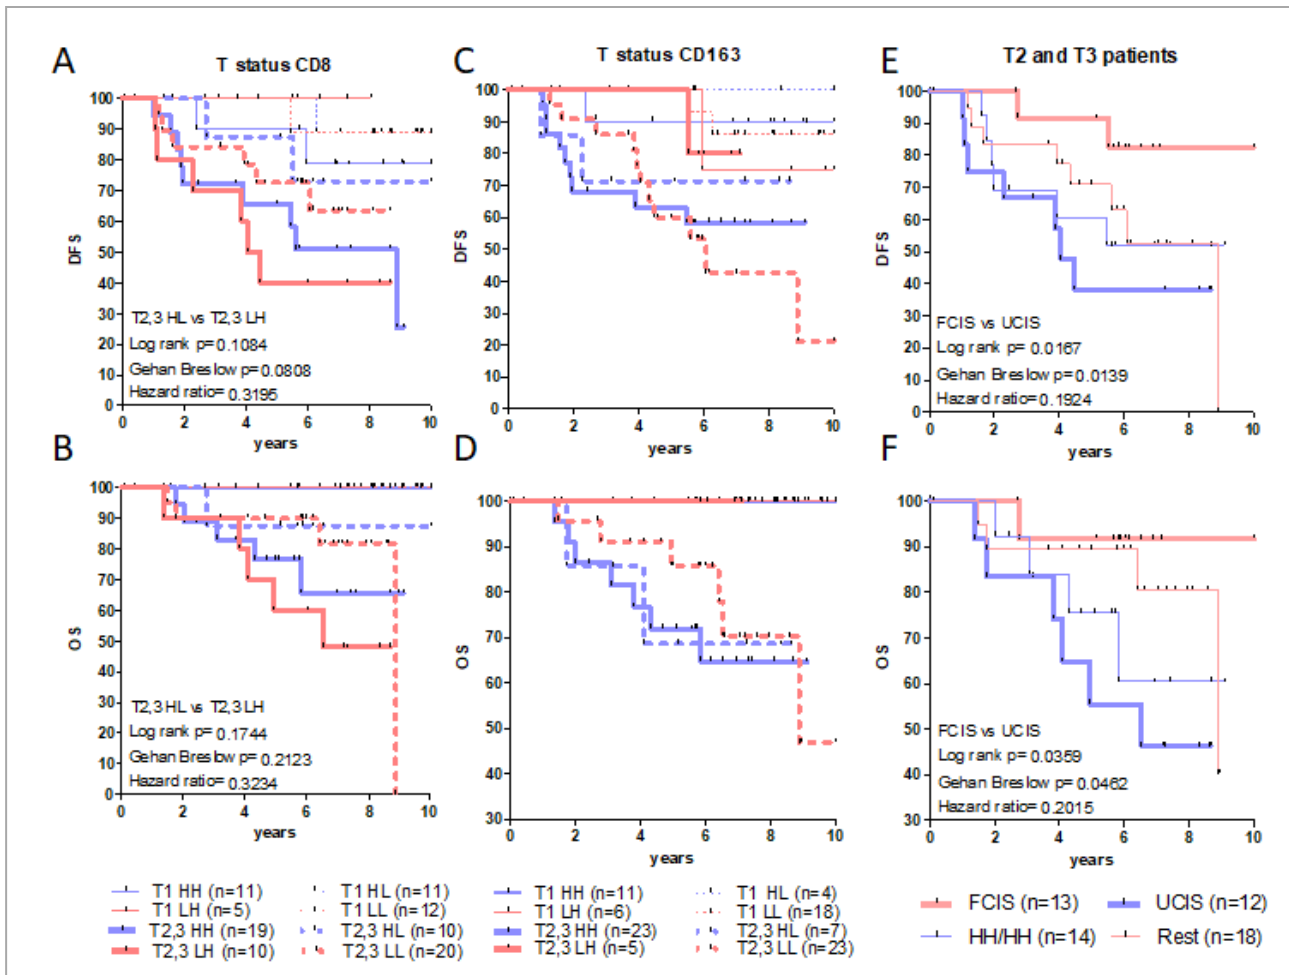 A
T status CD8
100
90
80
70
60
50
40
30
20
10
0
DFS
T2,3 HL vs T2,3 LH
Log rank p=0.1084
Gehan Breslow p=0.0808
Hazard ratio=0.3195
0 2 4 6 8 10
years
C
T status CD163
100
90
80
70
60
50
40
30
20
10
0
DFS
0 2 4 6 8 10
years
E
T2 and T3 patients
100
90
80
70
60
50
40
30
20
10
0
DFS
FCIS vs UCIS
Log rank p= 0.0167
Gehan Breslow p=0.0139
Hazard ratio=0.1924
0 2 4 6 8 10
years
B
100
90
80
70
60
50
40
30
20
10
0
OS
T2,3 HL vs T2,3 LH
Log rank p=0.1744
Gehan Breslow p= 0.2123
Hazard ratio=0.3234
0 2 4 6 8 10
years
D
100
90
80
70
60
50
40
30
OS
0 2 4 6 8 10
years
F
100
90
80
70
60
50
40
30
20
OS
FCIS vs UCIS
Log rank p= 0.0359
Gehan Breslow p= 0.0462
Hazard ratio=0.2015
0 2 4 6 8 10
years
T1 HH (n=11)
T1 LH (n=5)
T2,3 HH (n=19)
T2,3 LH (n=10)
T1 HL (n=11)
T1 LL (n=12)
T2,3 HL (n=10)
T2,3 LL (n=20)
T1 HH (n=11)
T1 LH (n=6)
T2,3 HH (n=23)
T2,3 LH (n=5)
T1 HL (n=4)
T1 LL (n=18)
T2,3 HL (n=7)
T2,3 LL (n=23)
FCIS (n=13)
UCIS (n=12)
HH/HH (n=14)
Rest (n=18)